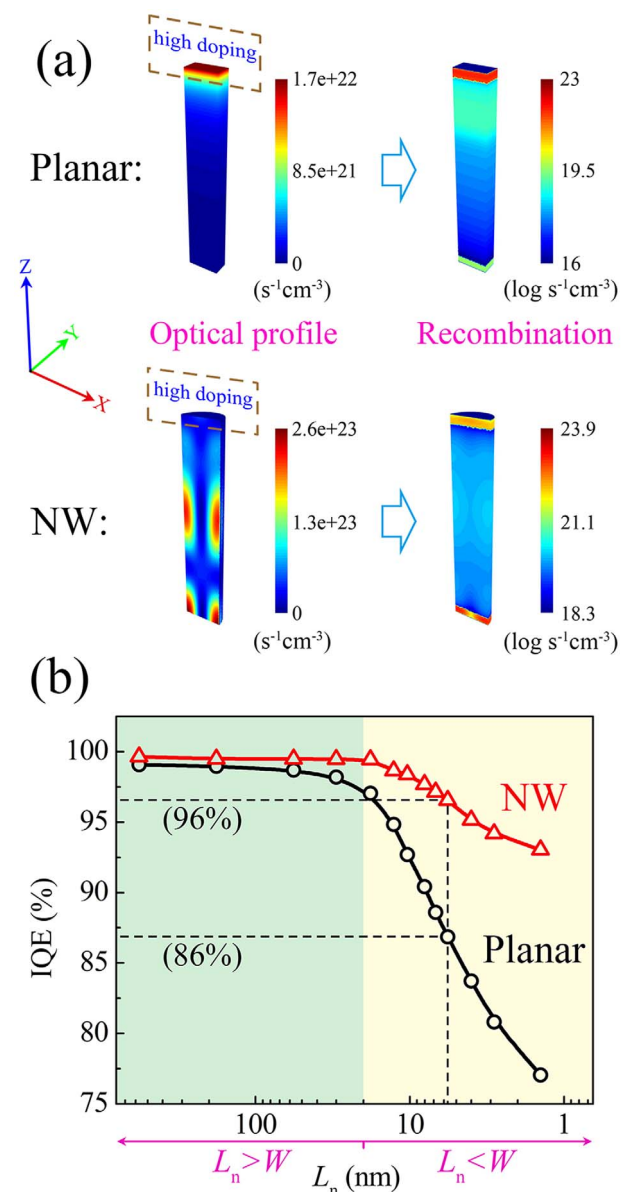 (a)
high doping
1.7e+22
23
Planar:
8.5e+21
19.5
0
16
(s⁻¹cm⁻³)
(log s⁻¹cm⁻³)
Z
Y
X
Optical profile
Recombination
high doping
2.6e+23
23.9
NW:
1.3e+23
21.1
0
18.3
(s⁻¹cm⁻³)
(log s⁻¹cm⁻³)
(b)
100
NW
95
(96%)
90
IQE (%)
Planar
(86%)
85
80
75
100
10
1
Lₙ>W
Lₙ (nm)
Lₙ<W